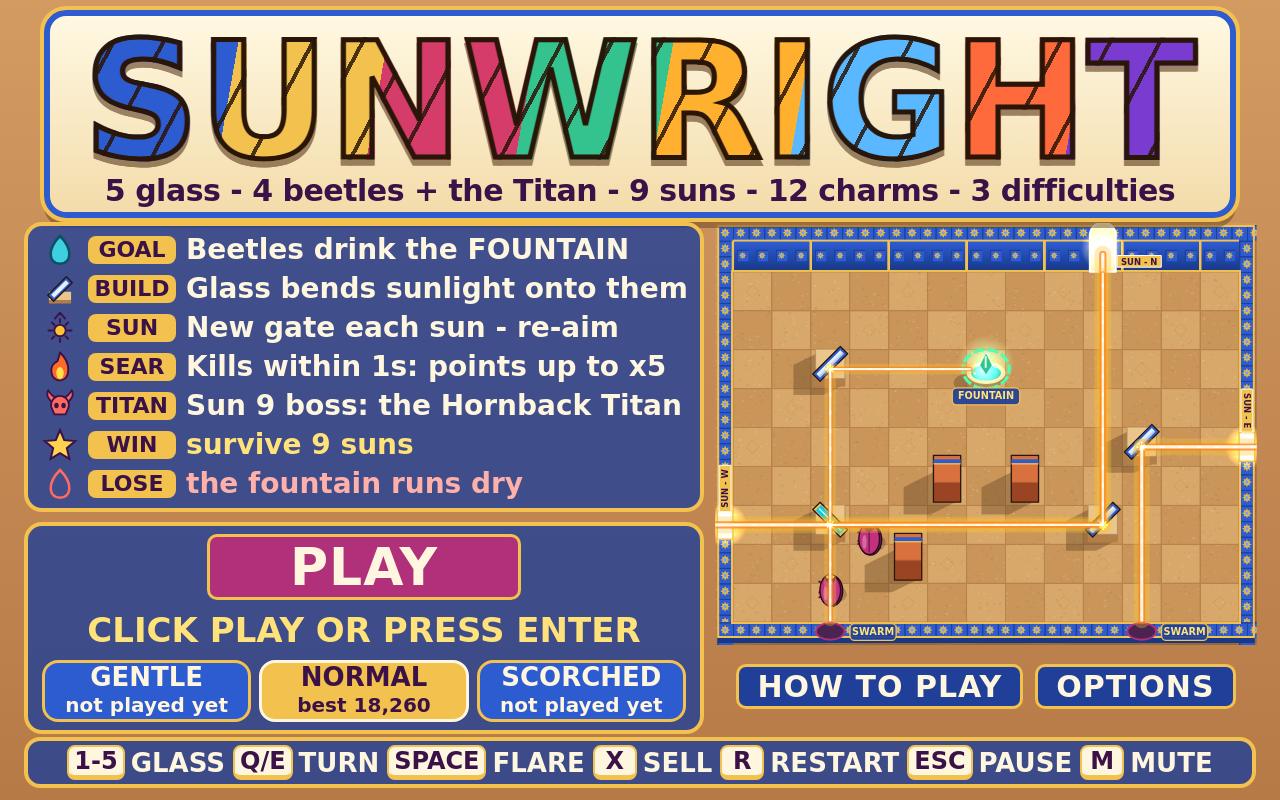 SUNWRIGHT
5 glass - 4 beetles + the Titan - 9 suns - 12 charms - 3 difficulties
GOAL Beetles drink the FOUNTAIN
BUILD Glass bends sunlight onto them
SUN New gate each sun - re-aim
SEAR Kills within 1s: points up to x5
TITAN Sun 9 boss: the Hornback Titan
WIN survive 9 suns
LOSE the fountain runs dry
SUN - N
FOUNTAIN
SUN - E
SUN - W
SWARM
SWARM
PLAY
CLICK PLAY OR PRESS ENTER
GENTLE
not played yet
NORMAL
best 18,260
SCORCHED
not played yet
HOW TO PLAY
OPTIONS
1-5 GLASS Q/E TURN SPACE FLARE X SELL R RESTART ESC PAUSE M MUTE